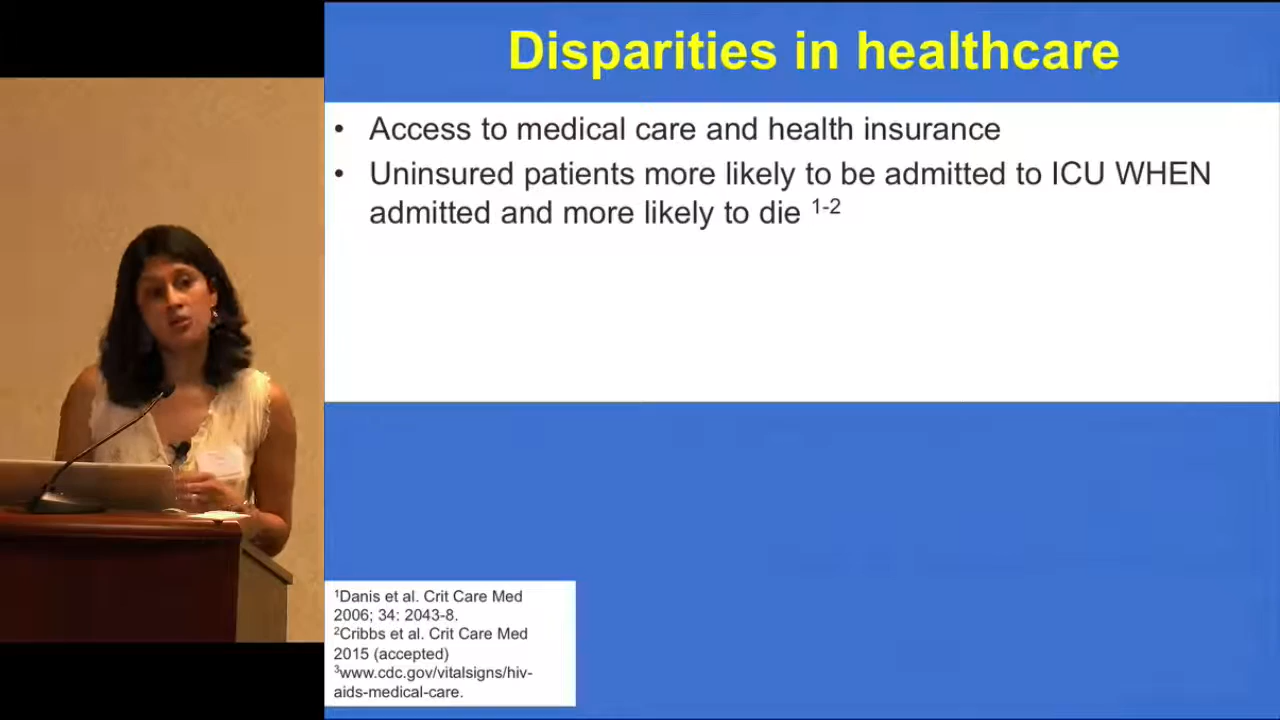 Disparities in healthcare
• Access to medical care and health insurance
• Uninsured patients more likely to be admitted to ICU WHEN
admitted and more likely to die 1-2
1Danis et al. Crit Care Med
2006; 34: 2043-8.
2Cribbs et al. Crit Care Med
2015 (accepted)
3www.cdc.gov/vitalsigns/hiv-
aids-medical-care.